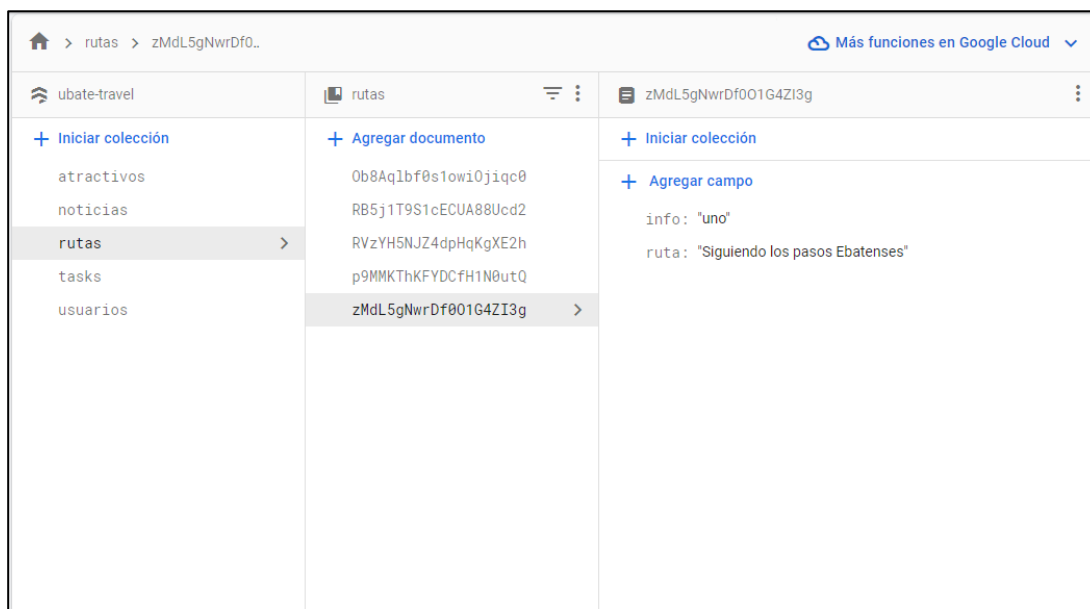 rutas > zMdL5gNwrDf0..
Más funciones en Google Cloud
ubate-travel
+ Iniciar colección
atractivos
noticias
rutas
tasks
usuarios
rutas
+ Agregar documento
Ob8Aqlbf0s1owiOjiqc0
RB5j1T9S1cECUA88Ucd2
RVzYH5NJZ4dpHqKgXE2h
p9MMKThKFYDCfH1N0utQ
zMdL5gNwrDf0O1G4ZI3g
zMdL5gNwrDf0O1G4ZI3g
+ Iniciar colección
+ Agregar campo
info: "uno"
ruta: "Siguiendo los pasos Ebatenses"